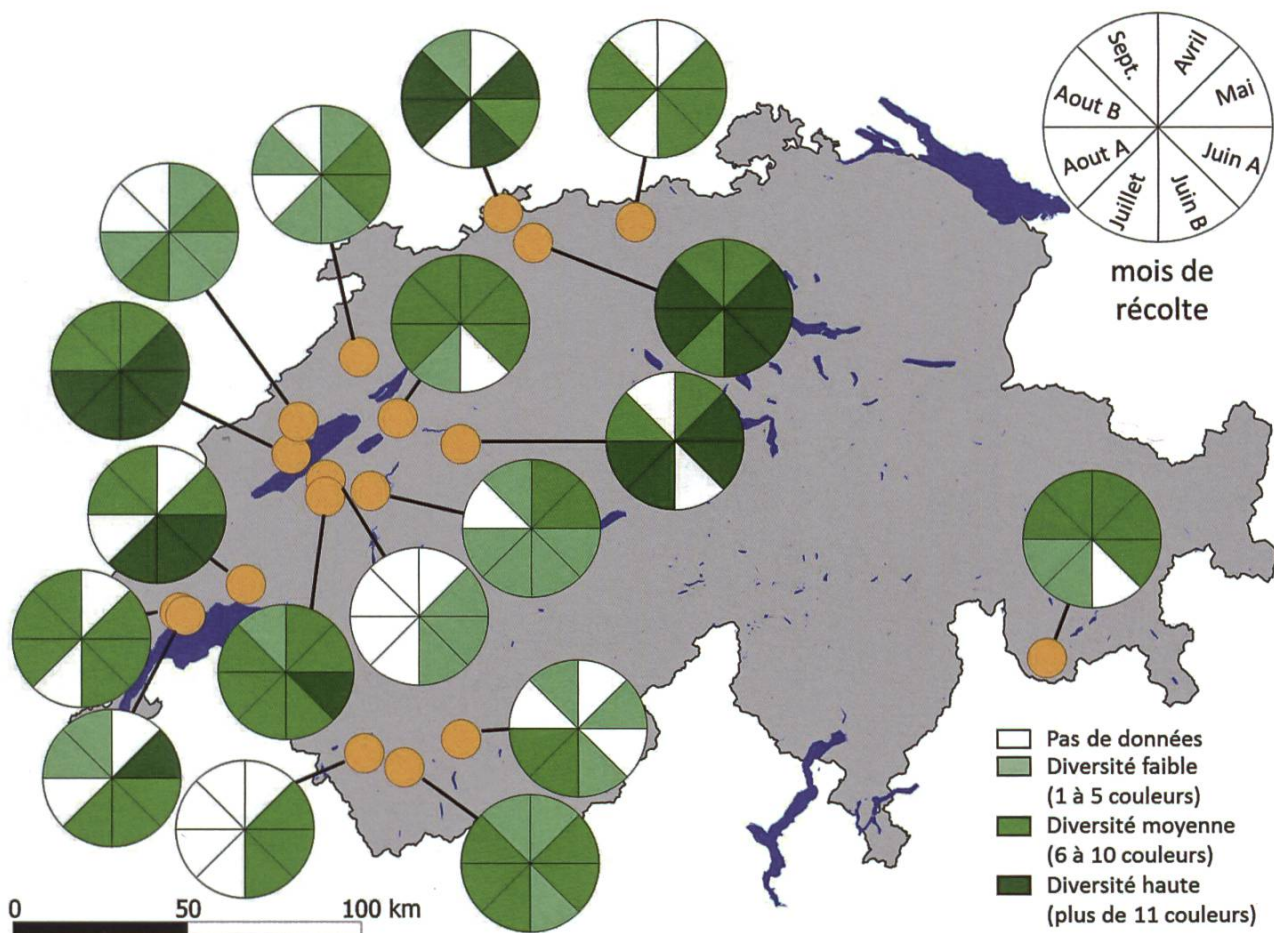 Sept.
Avril
Aout B
Mai
Aout A
Juin A
Juillet
Juin B
mois de
récolte
Pas de données
Diversité faible
(1 à 5 couleurs)
Diversité moyenne
(6 à 10 couleurs)
Diversité haute
(plus de 11 couleurs)
0 50 100 km